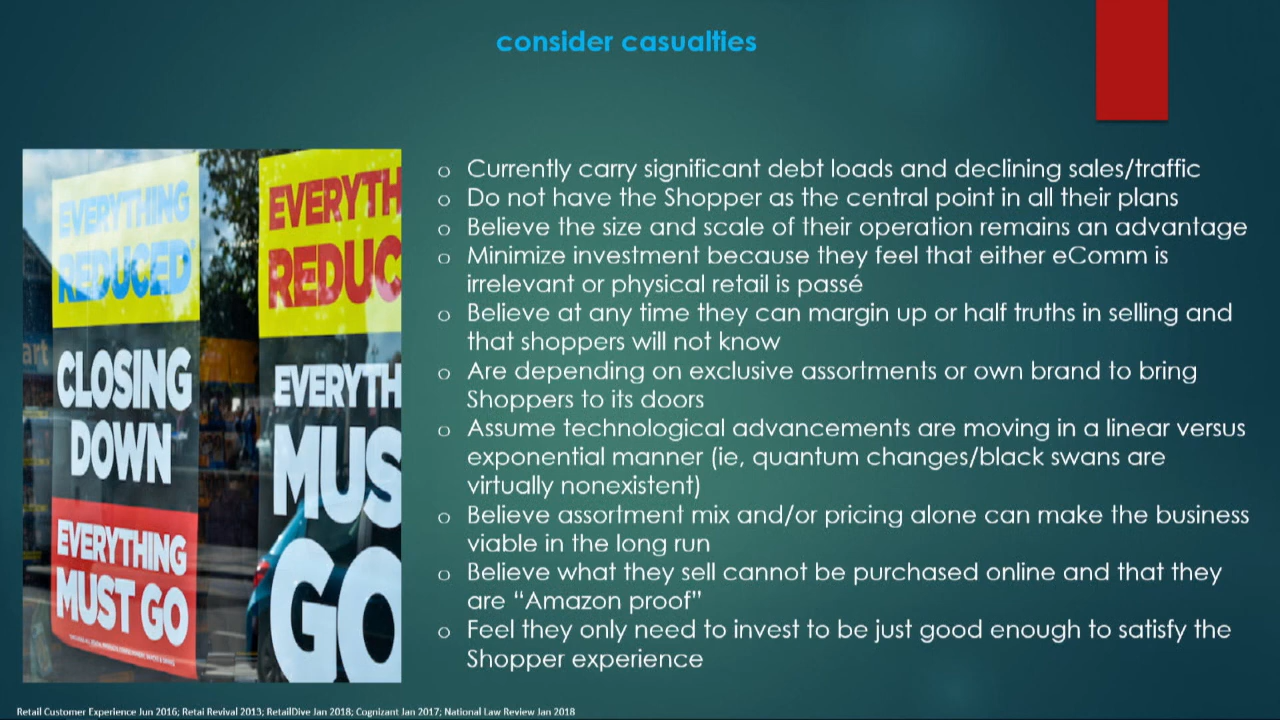 consider casualties
EVERYTHING
REDUCED
CLOSING
DOWN
EVERYTHING
MUST GO
EVERYTH
REDUC
EVERYTH
MUS
GO
o Currently carry significant debt loads and declining sales/traffic
o Do not have the Shopper as the central point in all their plans
o Believe the size and scale of their operation remains an advantage
o Minimize investment because they feel that either eComm is
irrelevant or physical retail is passé
o Believe at any time they can margin up or half truths in selling and
that shoppers will not know
o Are depending on exclusive assortments or own brand to bring
Shoppers to its doors
o Assume technological advancements are moving in a linear versus
exponential manner (ie, quantum changes/black swans are
virtually nonexistent)
o Believe assortment mix and/or pricing alone can make the business
viable in the long run
o Believe what they sell cannot be purchased online and that they
are “Amazon proof”
o Feel they only need to invest to be just good enough to satisfy the
Shopper experience
Retail Customer Experience Jun 2016; Retai Revival 2013; RetailDive Jan 2018; Cognizant Jan 2017; National Law Review Jan 2018